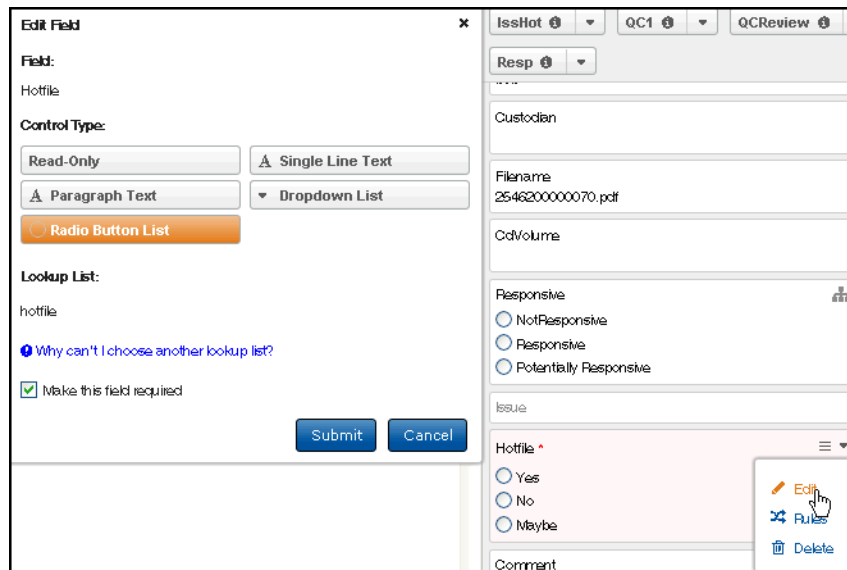 Edit Field
×
Field:
Hotfile
Control Type:
Read-Only
A Single Line Text
A Paragraph Text
Dropdown List
Radio Button List
Lookup List:
hotfile
Why can't I choose another lookup list?
Make this field required
Submit
Cancel
IssHot
QC1
QCReview
Resp
Custodian
Filename
2546200000070.pdf
CdVolume
Responsive
NotResponsive
Responsive
Potentially Responsive
Issue
Hotfile *
Yes
No
Maybe
Edit
Rules
Delete
Comment